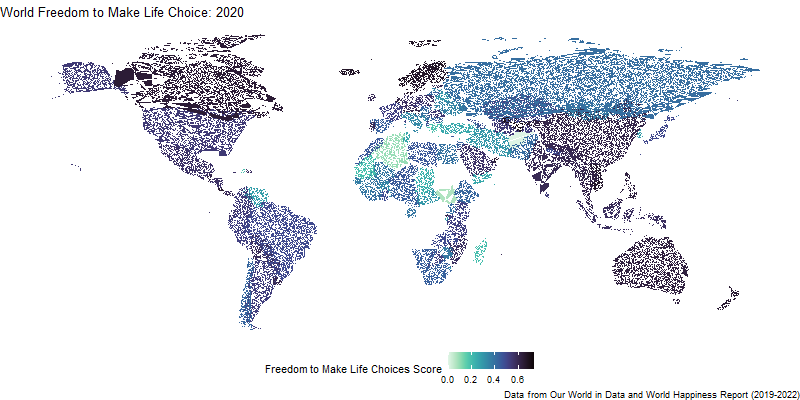 World Freedom to Make Life Choice: 2020
Freedom to Make Life Choices Score
0.0 0.2 0.4 0.6
Data from Our World in Data and World Happiness Report (2019-2022)